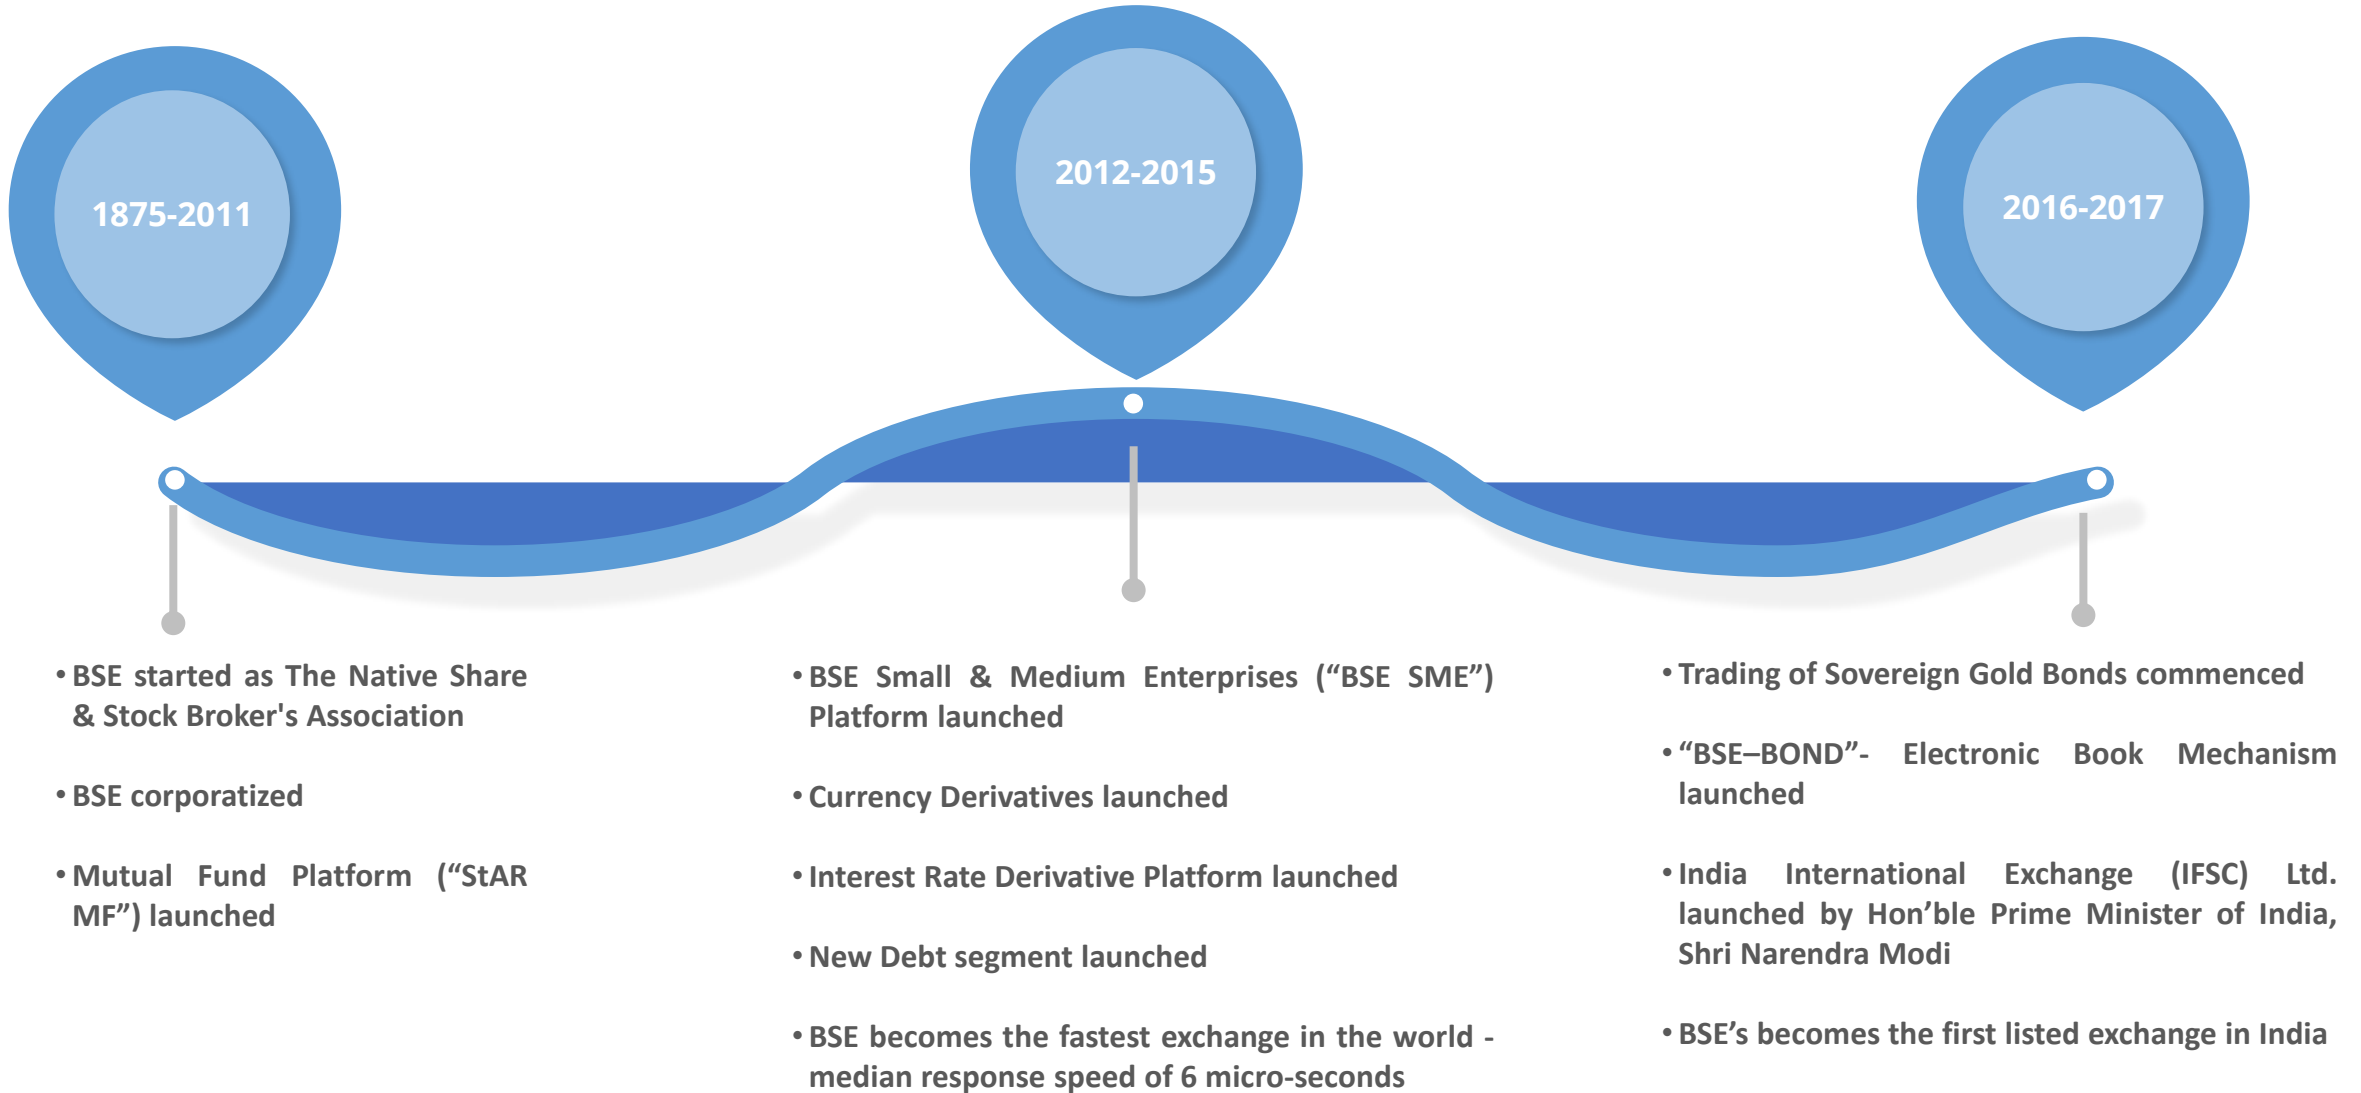 1875-2011
2012-2015
2016-2017
• BSE started as The Native Share
& Stock Broker's Association
• BSE corporatized
• Mutual Fund Platform (“StAR
MF”) launched
• BSE Small & Medium Enterprises (“BSE SME”)
Platform launched
• Currency Derivatives launched
• Interest Rate Derivative Platform launched
• New Debt segment launched
• BSE becomes the fastest exchange in the world -
median response speed of 6 micro-seconds
• Trading of Sovereign Gold Bonds commenced
• “BSE–BOND”- Electronic Book Mechanism
launched
• India International Exchange (IFSC) Ltd.
launched by Hon’ble Prime Minister of India,
Shri Narendra Modi
• BSE’s becomes the first listed exchange in India